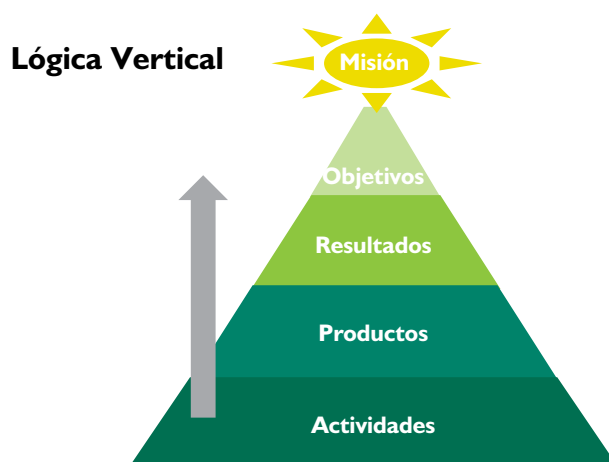 Lógica Vertical
Misión
Objetivos
Resultados
Productos
Actividades